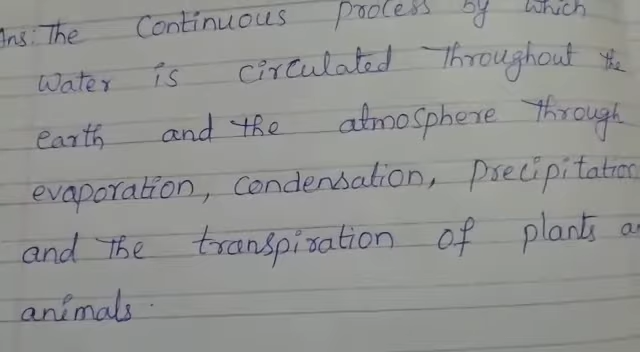 Ans: The continuous process by which
water is circulated throughout the
earth and the atmosphere through
evaporation, condensation, precipitation
and the transpiration of plants a
animals.